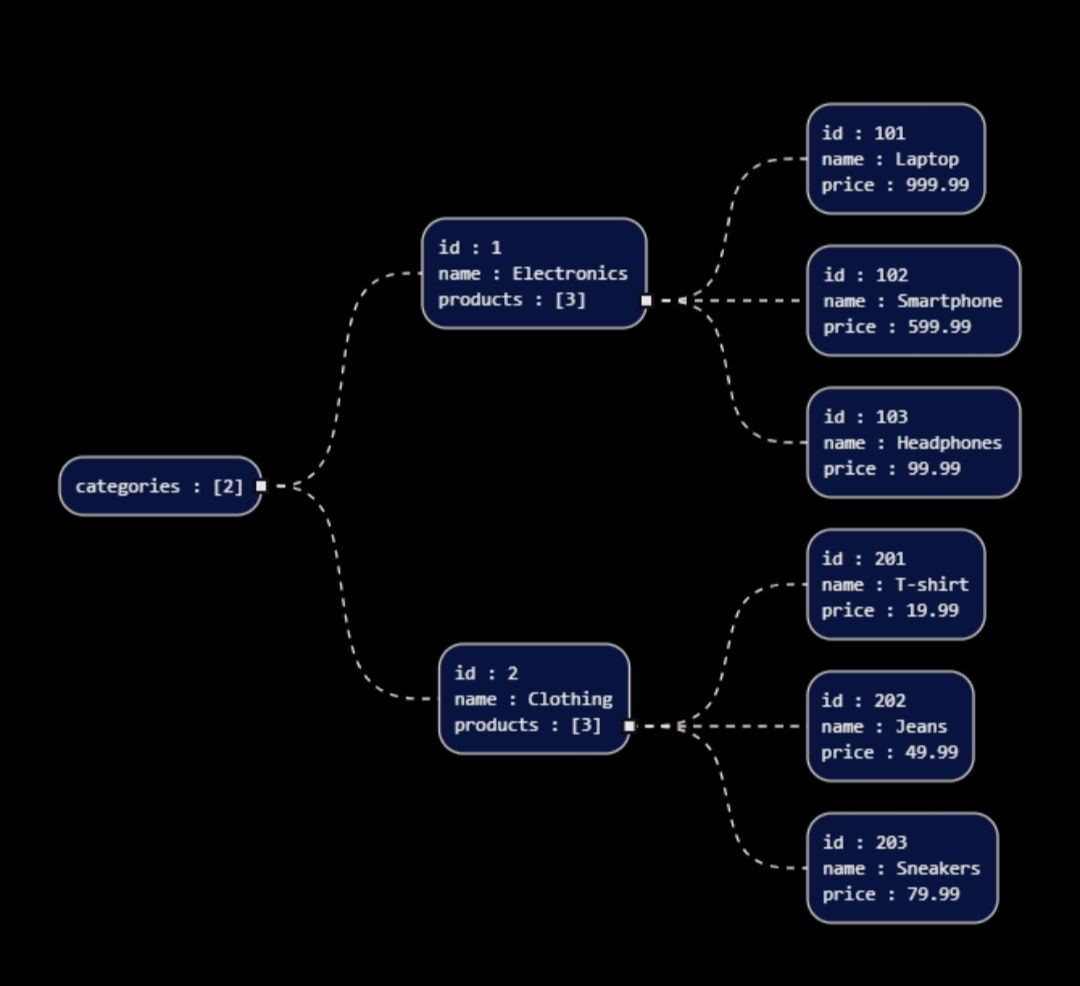 categories : [2]
id : 1
name : Electronics
products : [3]
id : 101
name : Laptop
price : 999.99
id : 102
name : Smartphone
price : 599.99
id : 103
name : Headphones
price : 99.99
id : 2
name : Clothing
products : [3]
id : 201
name : T-shirt
price : 19.99
id : 202
name : Jeans
price : 49.99
id : 203
name : Sneakers
price : 79.99